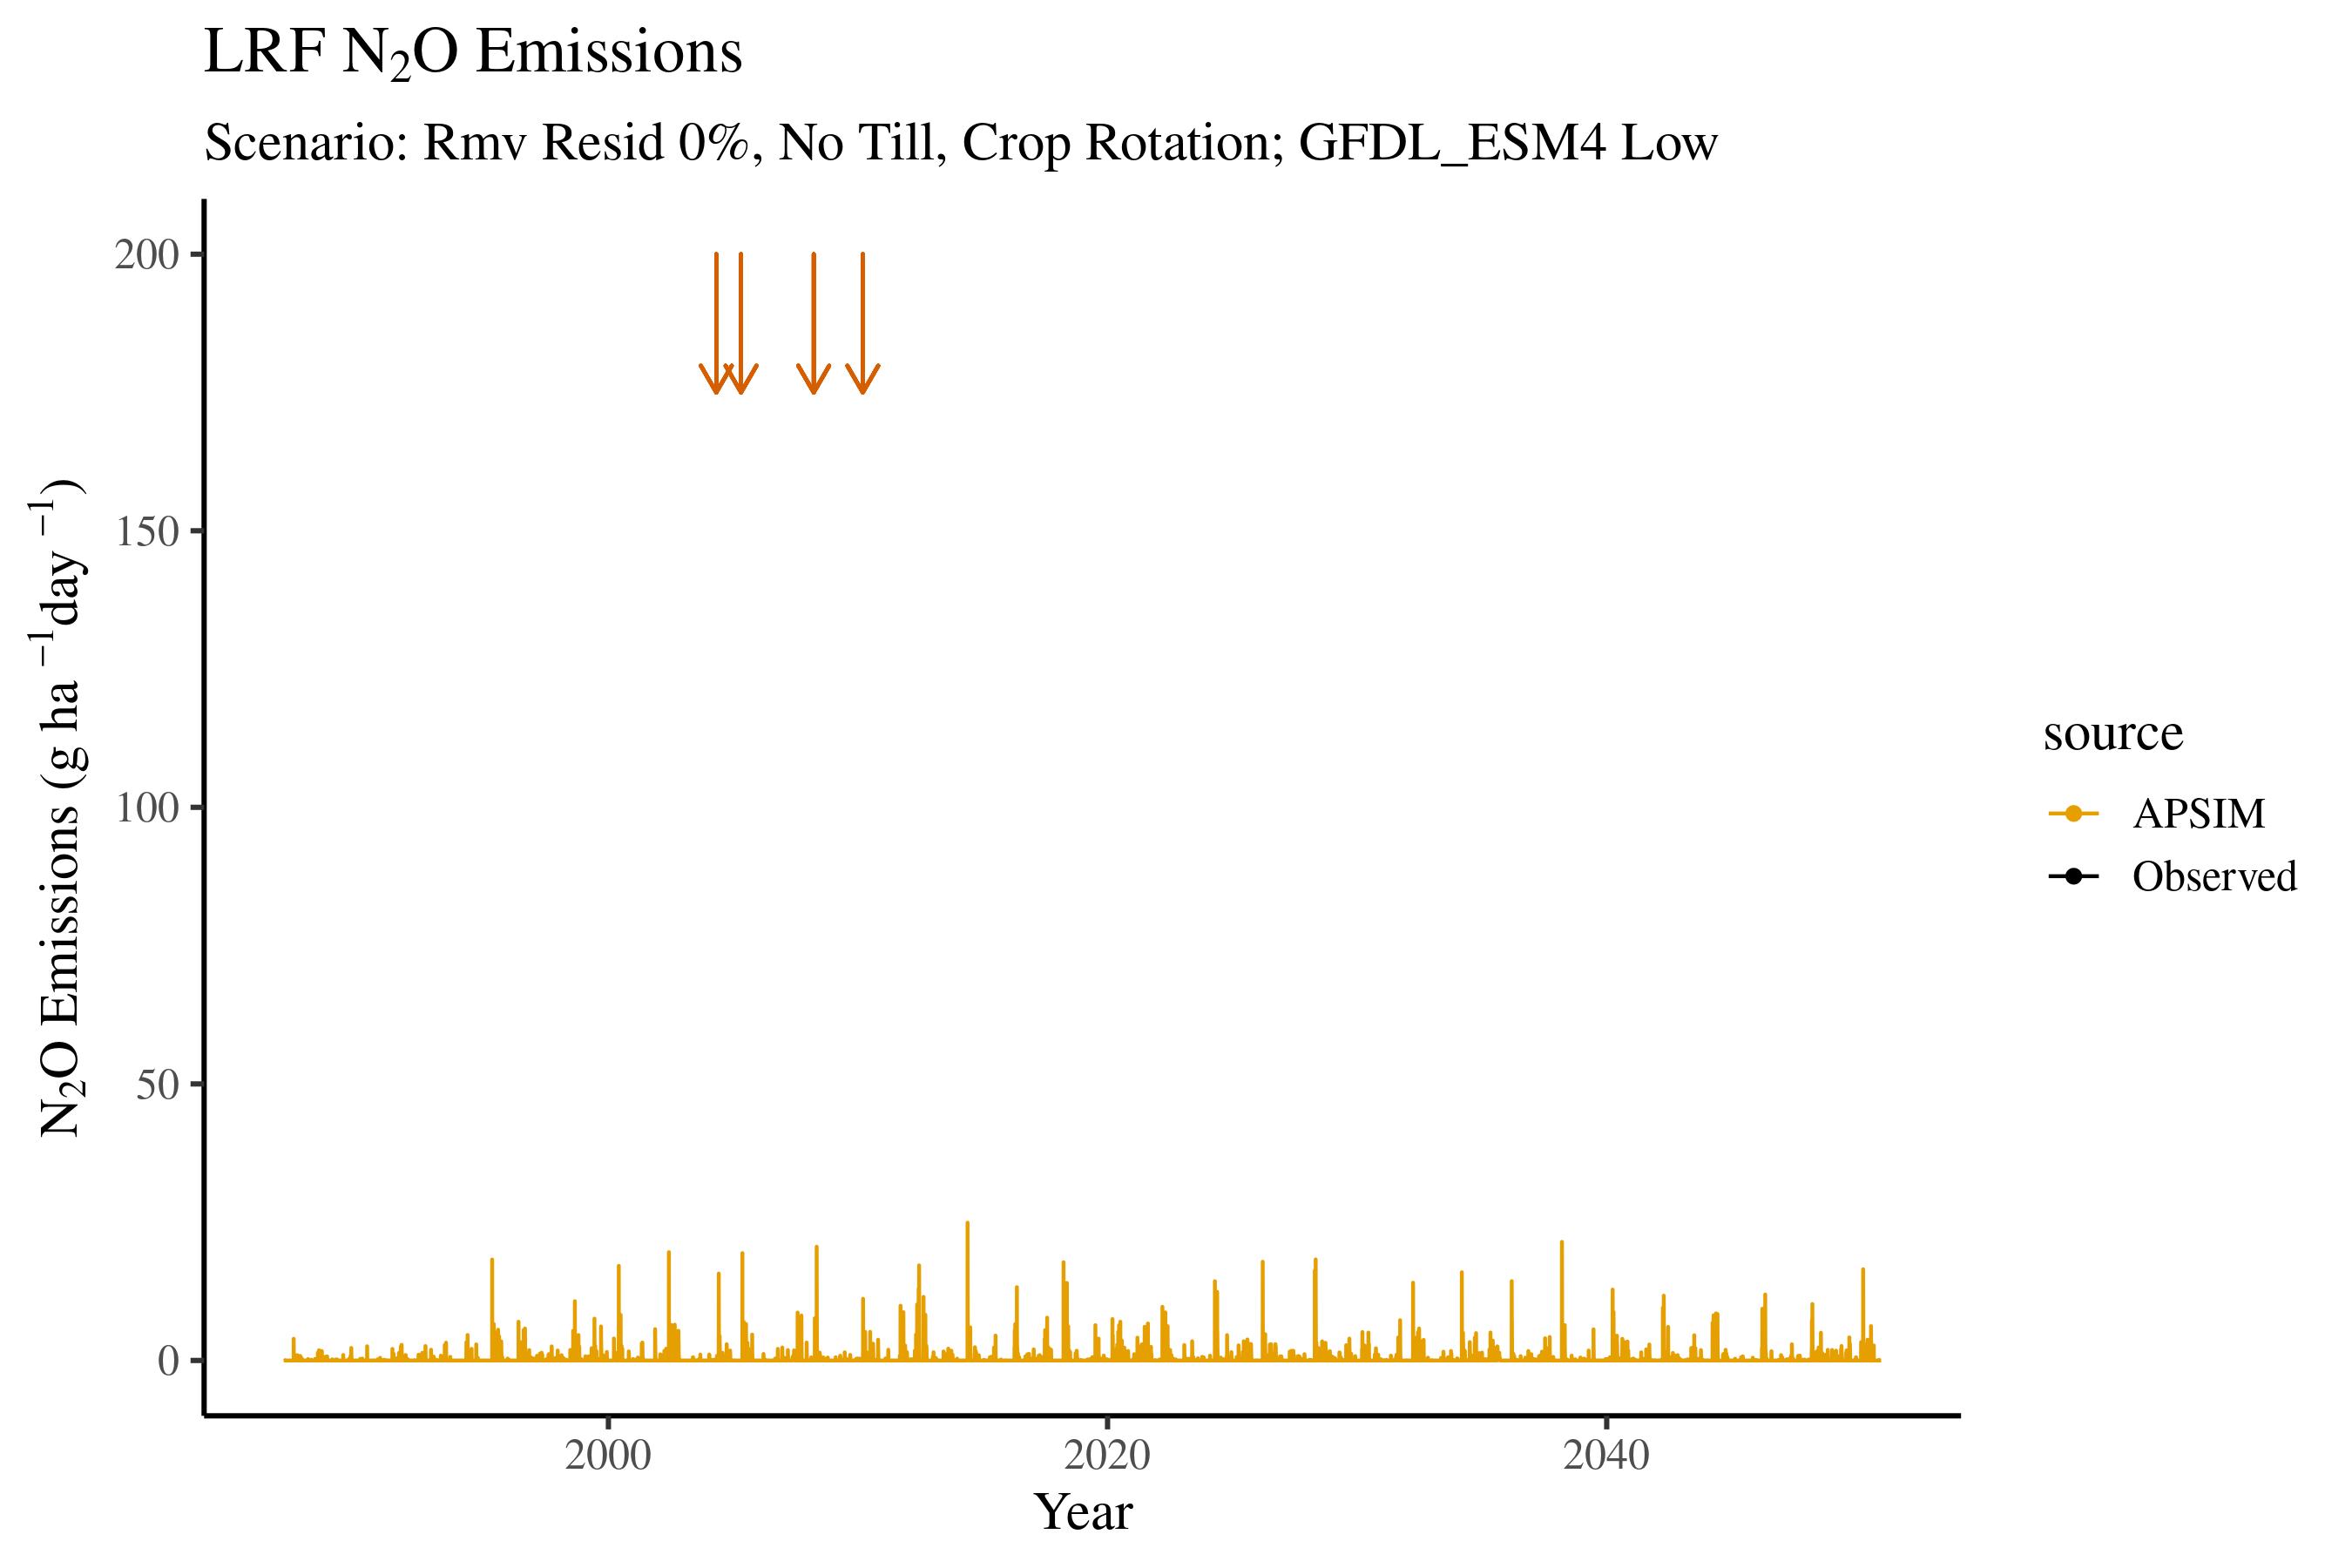 LRF N₂O Emissions
Scenario: Rmv Resid 0%, No Till, Crop Rotation; GFDL_ESM4 Low
N₂O Emissions (g ha ⁻¹day ⁻¹)
200
150
100
50
0
2000 2020 2040
Year
source
APSIM
Observed